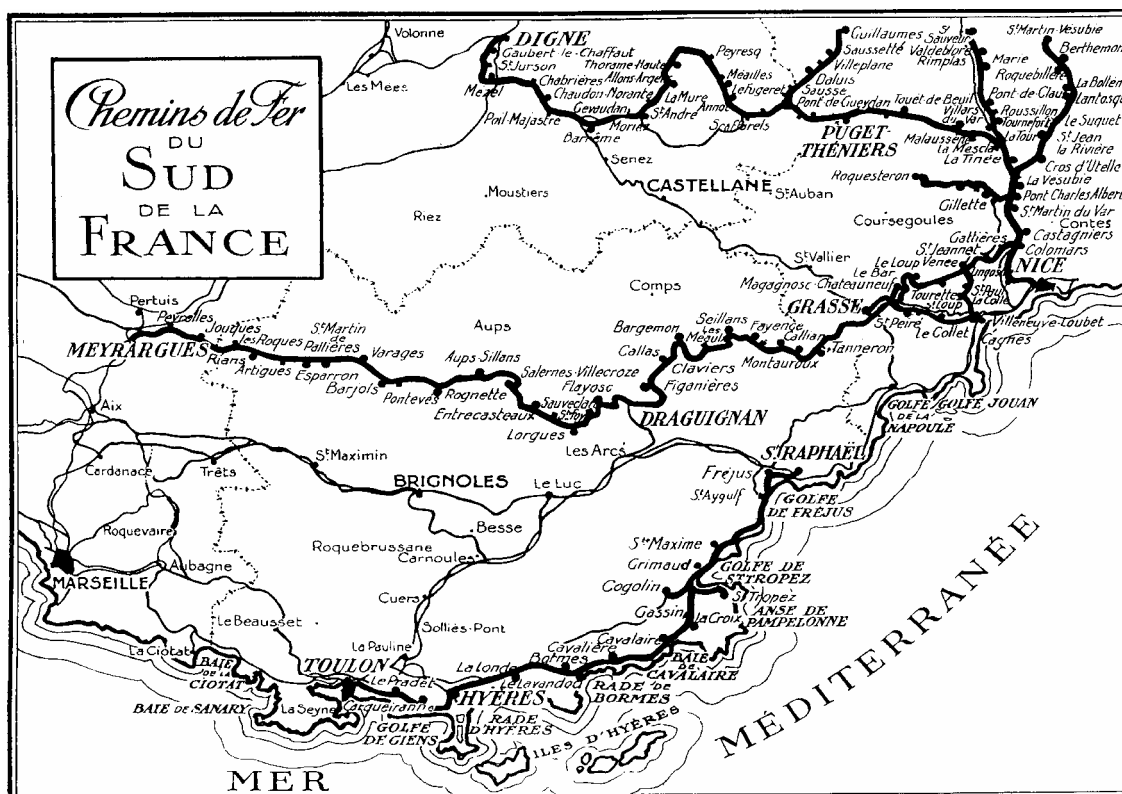 Chemins de Fer
DU
SUD
DE LA
FRANCE
Volonne
Les Mées
DIGNE
Gaubert-le-Chaffaut
St Jurson
Mezel
Chabrières
Chaudon-Norante
Gevaudan
Poil-Majastre
Barrême
Moriez
St André
La Mure
Allons-Argens
Thorame-Haute
Peyresq
Méailles
Lefugeret
Annot
Scaffarels
Guillaumes
Saussette
Villeplane
Daluis
Sausse
Pont de Gueydan
PUGET-
THÉNIERS
Touët de Beuil
Villars
du Var
Malaussène
la Mescla
La Tinée
St
Sauveur
Valdeblore
Rimplas
Marie
Roquebillère
Pont-de-Clans
Roussillon
Tournefort
La Tour
St Martin-Vésubie
Berthemont
La Bollène
Lantosque
Le Suquet
St Jean
la Rivière
Cros d'Utelle
La Vésubie
Pont Charles Albert
St Martin du Var
Contes
Castagniers
Colomars
NICE
Roquesteron
Gillette
Coursegoules
Gattières
St Jeannet
Vence
Le Loup
Le Bar
Magagnosc-Chateauneuf
GRASSE
Tourettes
St Paul
la Colle
Villeneuve-Loubet
Cagnes
le Collet
Senez
CASTELLANE
St Auban
Moustiers
Riez
St Vallier
Comps
Pertuis
Peyrolles
MEYRARGUES
Jouques
les Roques
Rians
Artigues
St Martin
de
Pallières
Esparron
Varages
Barjols
Pontevès
Aups
Aups-Sillans
Rognette
Salernes-Villecroze
Entrecasteaux
Flayosc
Lorgues
DRAGUIGNAN
Figanières
Callas
Claviers
Bargemon
Seillans
Fayence
Callian
Montauroux
Tanneron
Aix
Cardanace
Trêts
St Maximin
BRIGNOLES
Le Luc
Les Arcs
Besse
Roquebrussane
Carnoules
Roquevaire
Aubagne
MARSEILLE
Cuers
Le Beausset
Solliès-Pont
La Pauline
La Ciotat
BAIE
DE LA
CIOTAT
TOULON
Le Pradet
Carqueiranne
La Seyne
BAIE DE SANARY
HYÈRES
GOLFE
DE GIENS
RADE
D'HYÈRES
ILES D'HYÈRES
La Londe
Bormes
Le Lavandou
Cavalière
Cavalaire
RADE DE
BORMES
BAIE
DE
CAVALAIRE
la Croix
Gassin
Cogolin
Grimaud
Ste Maxime
GOLFE DE
ST TROPEZ
St Tropez
ANSE DE
PAMPELONNE
St Aygulf
Fréjus
St RAPHAËL
GOLFE
DE FRÉJUS
GOLFE
DE LA
NAPOULE
GOLFE JOUAN
MER
MÉDITERRANÉE